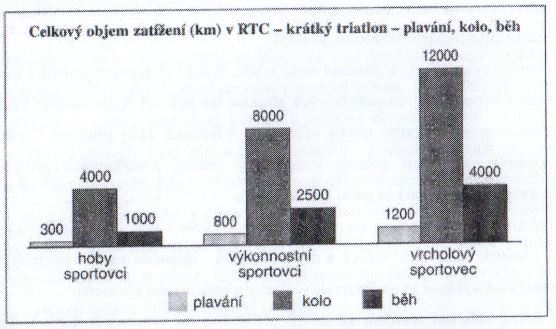 Celkový objem zatížení (km) v RTC – krátký triatlon – plavání, kolo, běh
12000
8000
4000
4000
2500
300
1000
800
1200
hoby
sportovci
výkonnostní
sportovci
vrcholový
sportovec
plavání
kolo
běh